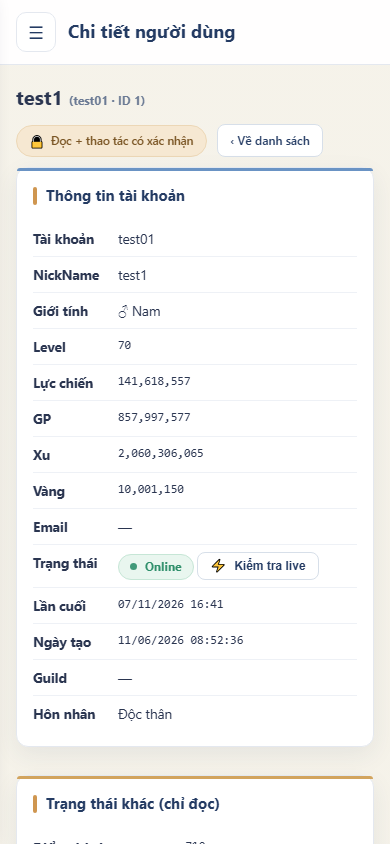 ☰ Chi tiết người dùng
test1 (test01 · ID 1)
🔒 Đọc + thao tác có xác nhận ‹ Về danh sách
Thông tin tài khoản
Tài khoản test01
NickName test1
Giới tính ♂ Nam
Level 70
Lực chiến 141,618,557
GP 857,997,577
Xu 2,060,306,065
Vàng 10,001,150
Email —
Trạng thái ● Online ⚡ Kiểm tra live
Lần cuối 07/11/2026 16:41
Ngày tạo 11/06/2026 08:52:36
Guild —
Hôn nhân Độc thân
Trạng thái khác (chỉ đọc)